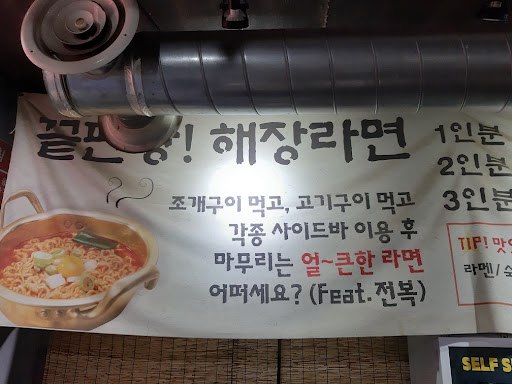 끝판왕! 해장라면
조개구이 먹고, 고기구이 먹고
각종 사이드바 이용 후
마무리는 얼~큰한 라면
어떠세요? (Feat.전복)
1인분
2인분
3인분
TIP! 맛있
라멘/
SELF S